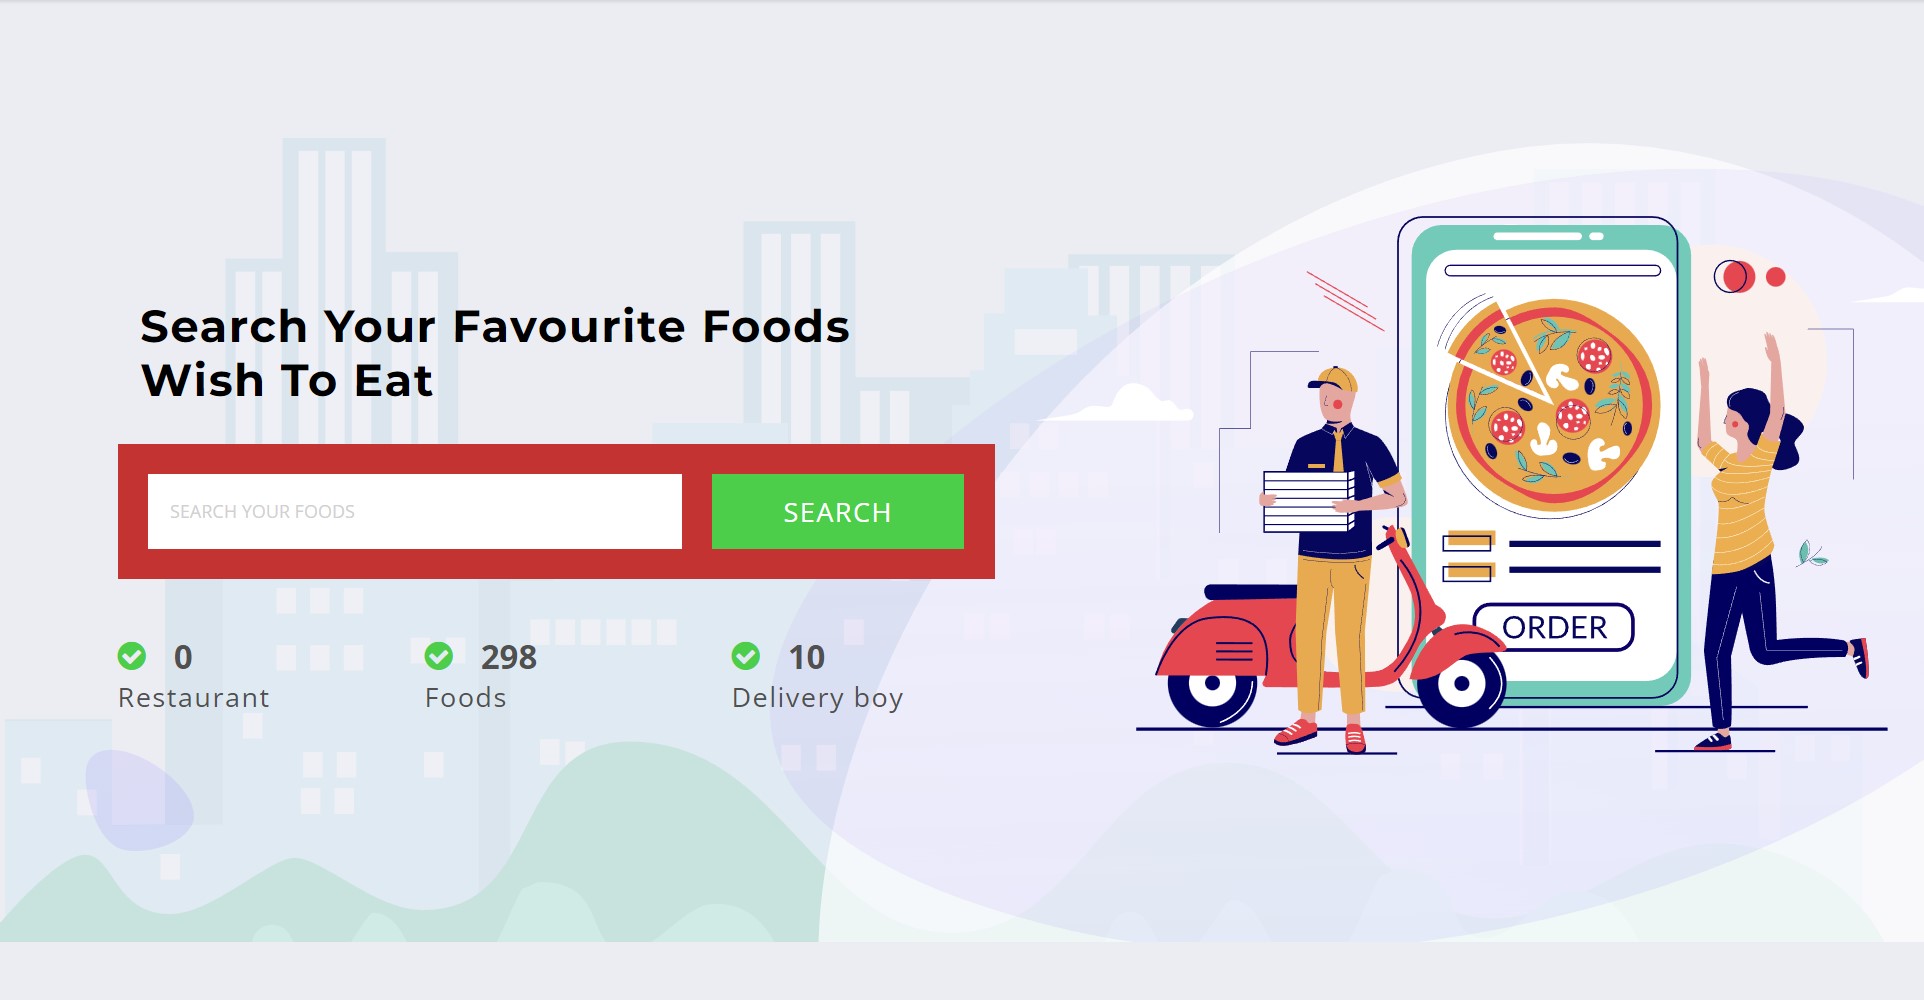 Search Your Favourite Foods
Wish To Eat
SEARCH YOUR FOODS
SEARCH
0
Restaurant
298
Foods
10
Delivery boy
ORDER